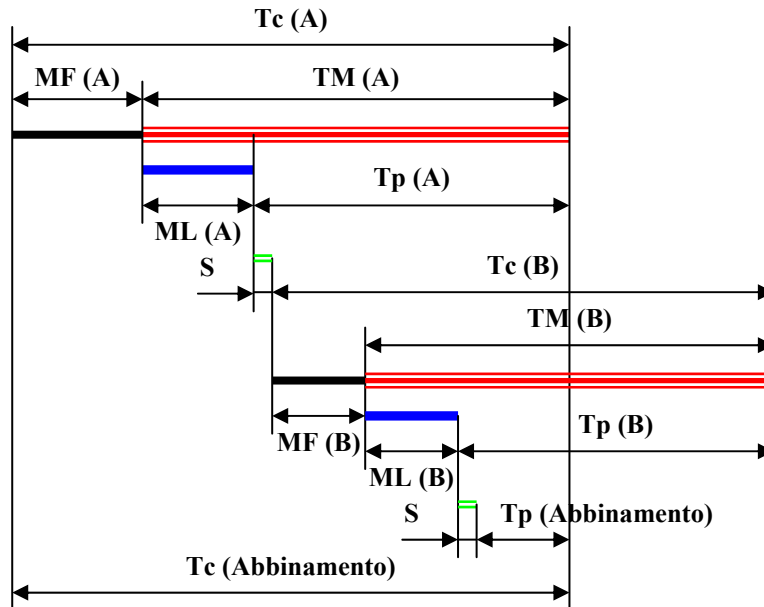 Tc (A)
MF (A)
TM (A)
Tp (A)
ML (A)
S
Tc (B)
TM (B)
MF (B)
Tp (B)
ML (B)
S
Tp (Abbinamento)
Tc (Abbinamento)